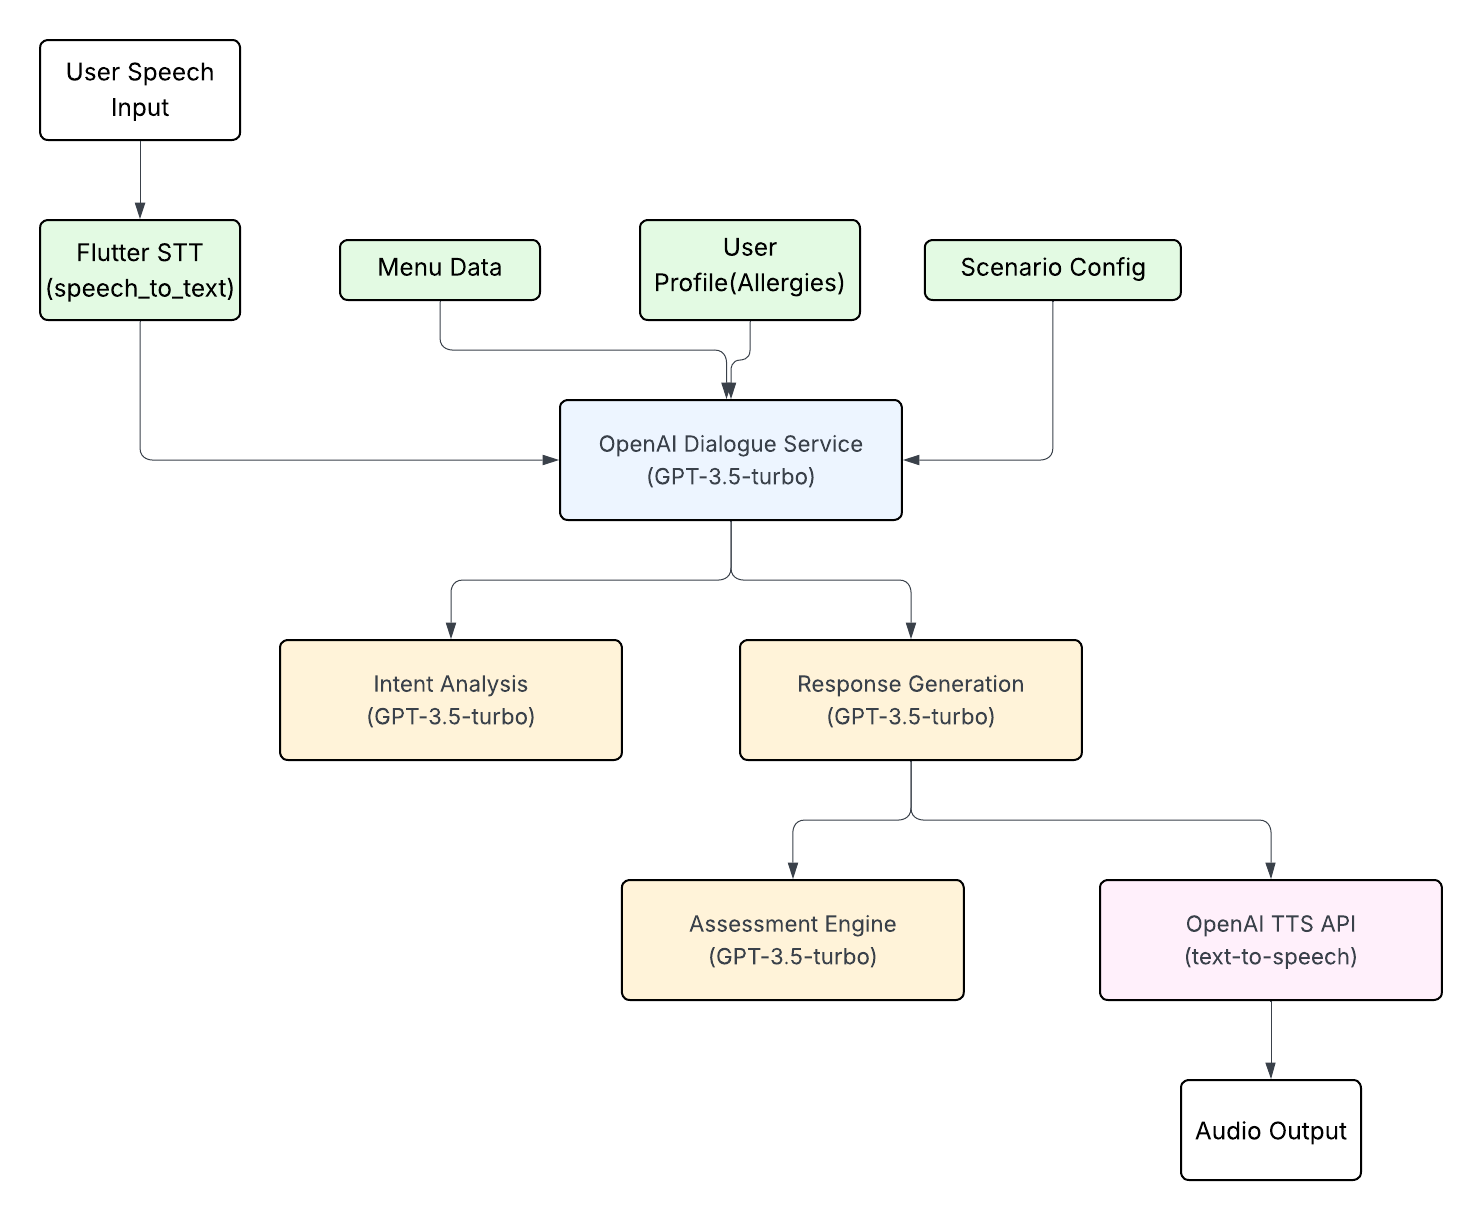 User Speech
Input
Flutter STT
(speech_to_text)
Menu Data
User
Profile(Allergies)
Scenario Config
OpenAI Dialogue Service
(GPT-3.5-turbo)
Intent Analysis
(GPT-3.5-turbo)
Response Generation
(GPT-3.5-turbo)
Assessment Engine
(GPT-3.5-turbo)
OpenAI TTS API
(text-to-speech)
Audio Output